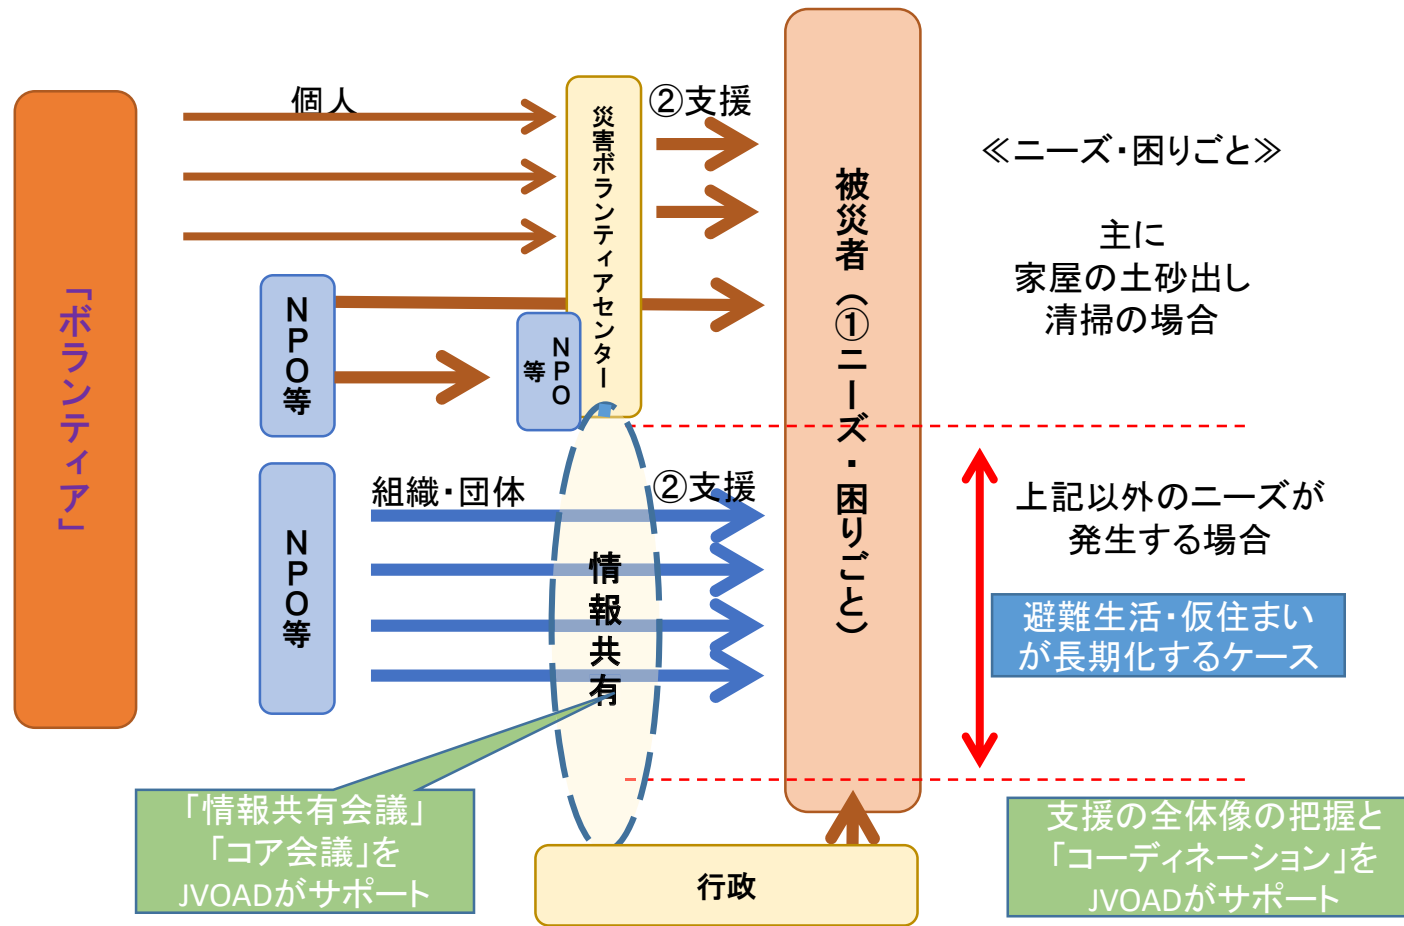 「ボランティア」
個人
災害ボランティアセンター
②支援
NPO等
NPO
等
被災者（①ニーズ・困りごと）
≪ニーズ・困りごと≫
主に
家屋の土砂出し
清掃の場合
NPO等
組織・団体
②支援
情報共有
上記以外のニーズが
発生する場合
避難生活・仮住まい
が長期化するケース
「情報共有会議」
「コア会議」を
JVOADがサポート
行政
支援の全体像の把握と
「コーディネーション」を
JVOADがサポート